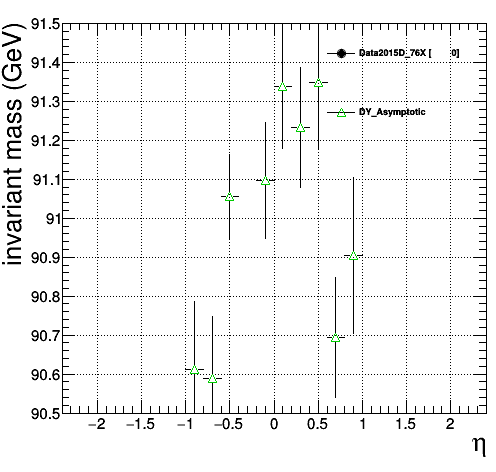 invariant mass (GeV)
91.5
91.4
91.3
91.2
91.1
91
90.9
90.8
90.7
90.6
90.5
Data2015D_76X [ 0]
DY_Asymptotic
−2 −1.5 −1 −0.5 0 0.5 1 1.5 2
η